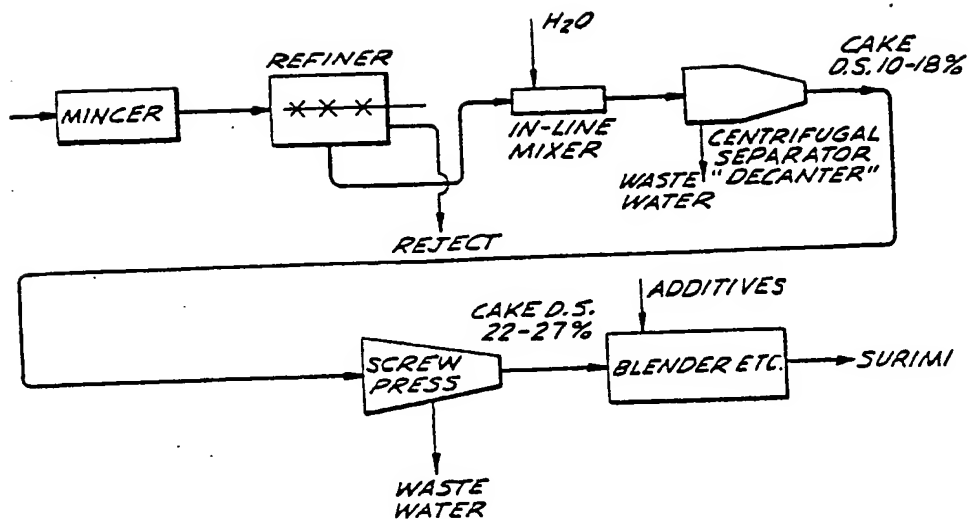 MINCER
REFINER
REJECT
H₂O
IN-LINE
MIXER
CAKE
D.S. 10-18%
CENTRIFUGAL
SEPARATOR
"DECANTER"
WASTE
WATER
SCREW
PRESS
WASTE
WATER
CAKE D.S.
22-27%
ADDITIVES
BLENDER ETC.
SURIMI